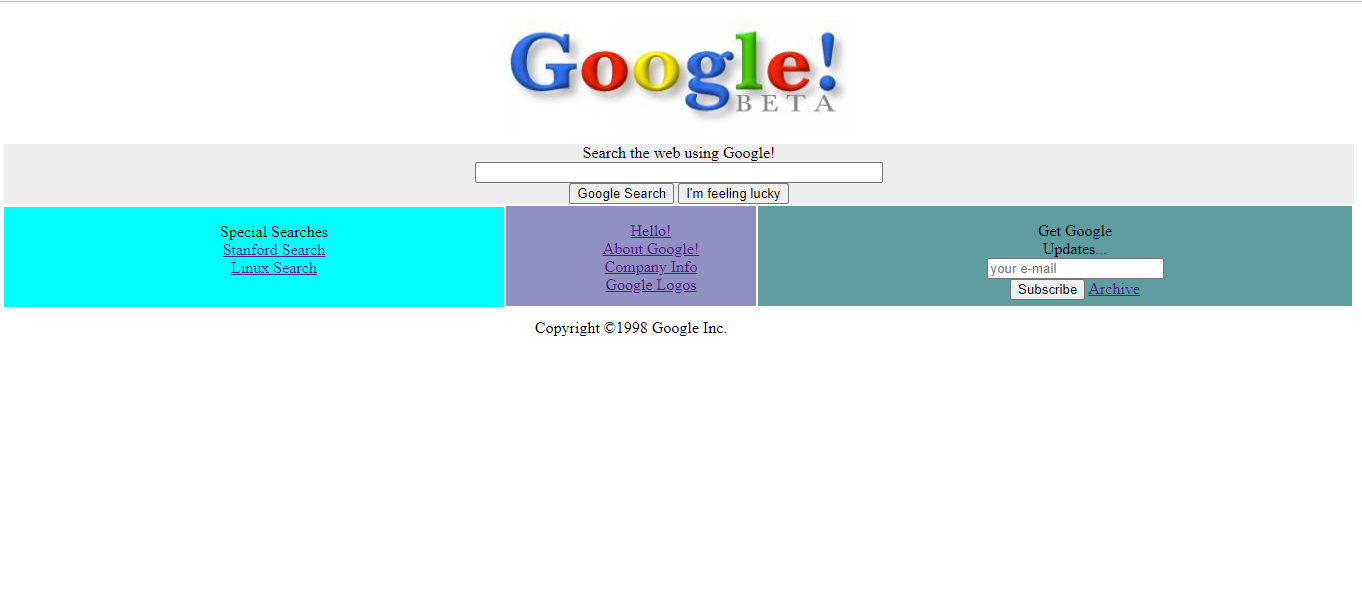 Google!
BETA
Search the web using Google!
Google Search I'm feeling lucky
Special Searches
Stanford Search
Linux Search
Hello!
About Google!
Company Info
Google Logos
Get Google
Updates...
your e-mail
Subscribe Archive
Copyright ©1998 Google Inc.